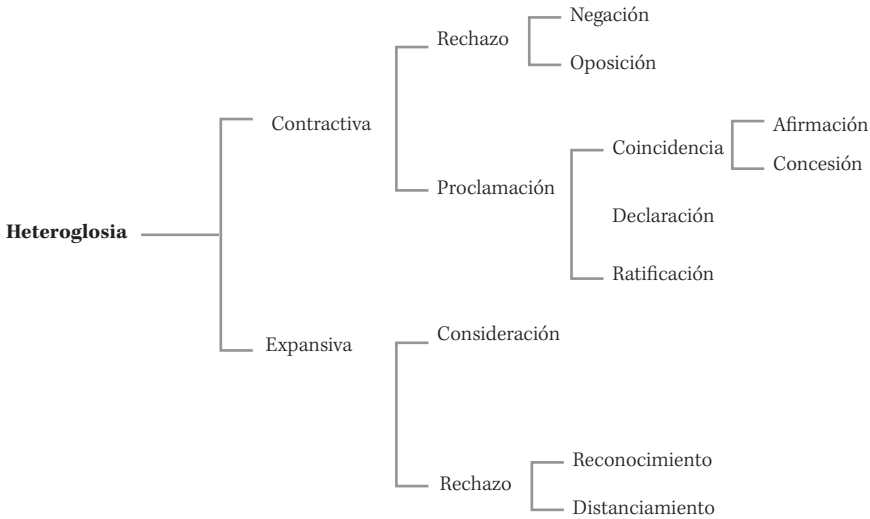 Heteroglosia
Contractiva
Rechazo
Negación
Oposición
Proclamación
Coincidencia
Afirmación
Concesión
Declaración
Ratificación
Expansiva
Consideración
Rechazo
Reconocimiento
Distanciamiento